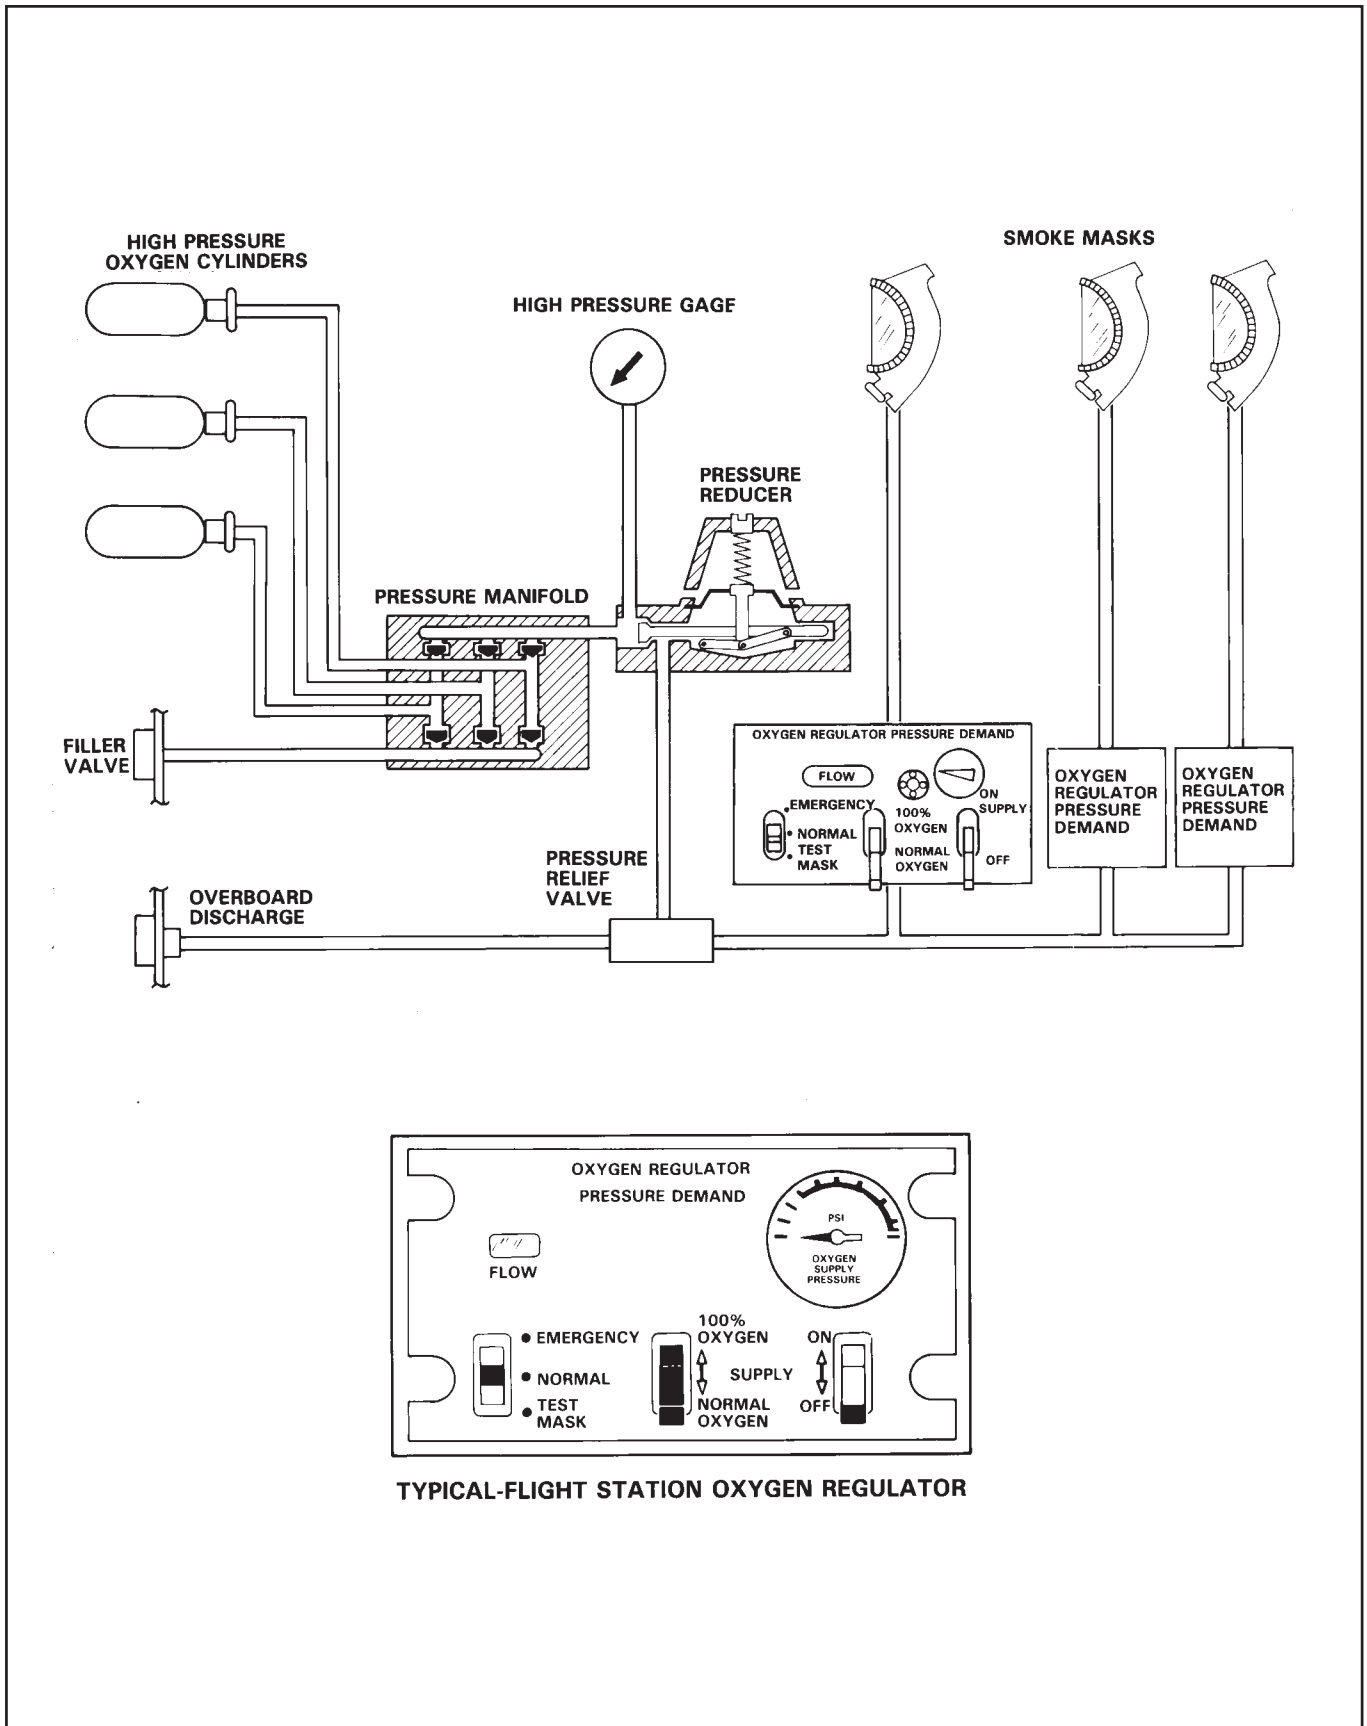 HIGH PRESSURE
OXYGEN CYLINDERS
HIGH PRESSURE GAGE
SMOKE MASKS
PRESSURE
REDUCER
PRESSURE MANIFOLD
FILLER
VALVE
OVERBOARD
DISCHARGE
PRESSURE
RELIEF
VALVE
OXYGEN REGULATOR PRESSURE DEMAND
FLOW
EMERGENCY
NORMAL
TEST
MASK
100%
OXYGEN
NORMAL
OXYGEN
ON
SUPPLY
OFF
OXYGEN
REGULATOR
PRESSURE
DEMAND
OXYGEN
REGULATOR
PRESSURE
DEMAND
OXYGEN REGULATOR
PRESSURE DEMAND
PSI
OXYGEN
SUPPLY
PRESSURE
FLOW
EMERGENCY
NORMAL
TEST
MASK
100%
OXYGEN
SUPPLY
NORMAL
OXYGEN
ON
OFF
TYPICAL-FLIGHT STATION OXYGEN REGULATOR